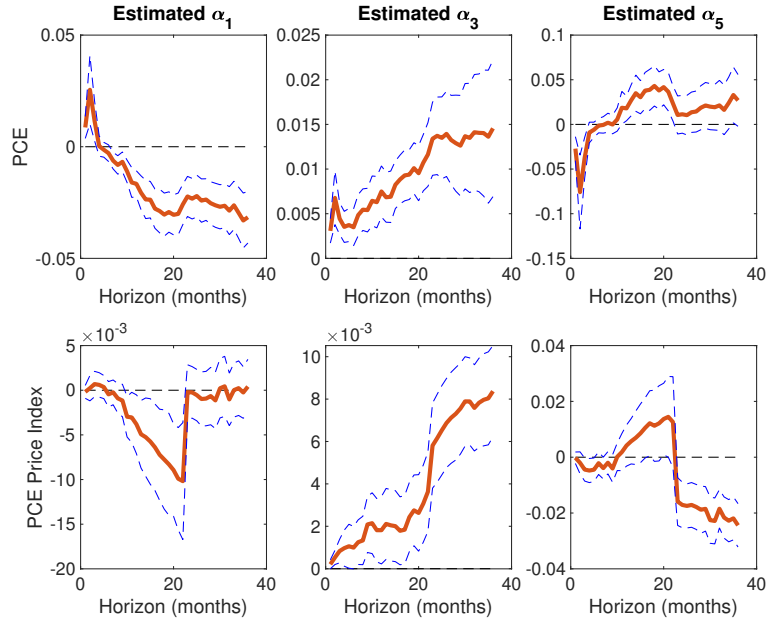 Estimated α1 Estimated α3 Estimated α5
PCE
0.05
0
-0.05
0 20 40
Horizon (months)
0.025
0.02
0.015
0.01
0.005
0
0 20 40
Horizon (months)
0.1
0.05
0
-0.05
-0.1
-0.15
0 20 40
Horizon (months)
PCE Price Index
×10-3
5
0
-5
-10
-15
-20
0 20 40
Horizon (months)
×10-3
10
8
6
4
2
0
0 20 40
Horizon (months)
0.04
0.02
0
-0.02
-0.04
0 20 40
Horizon (months)